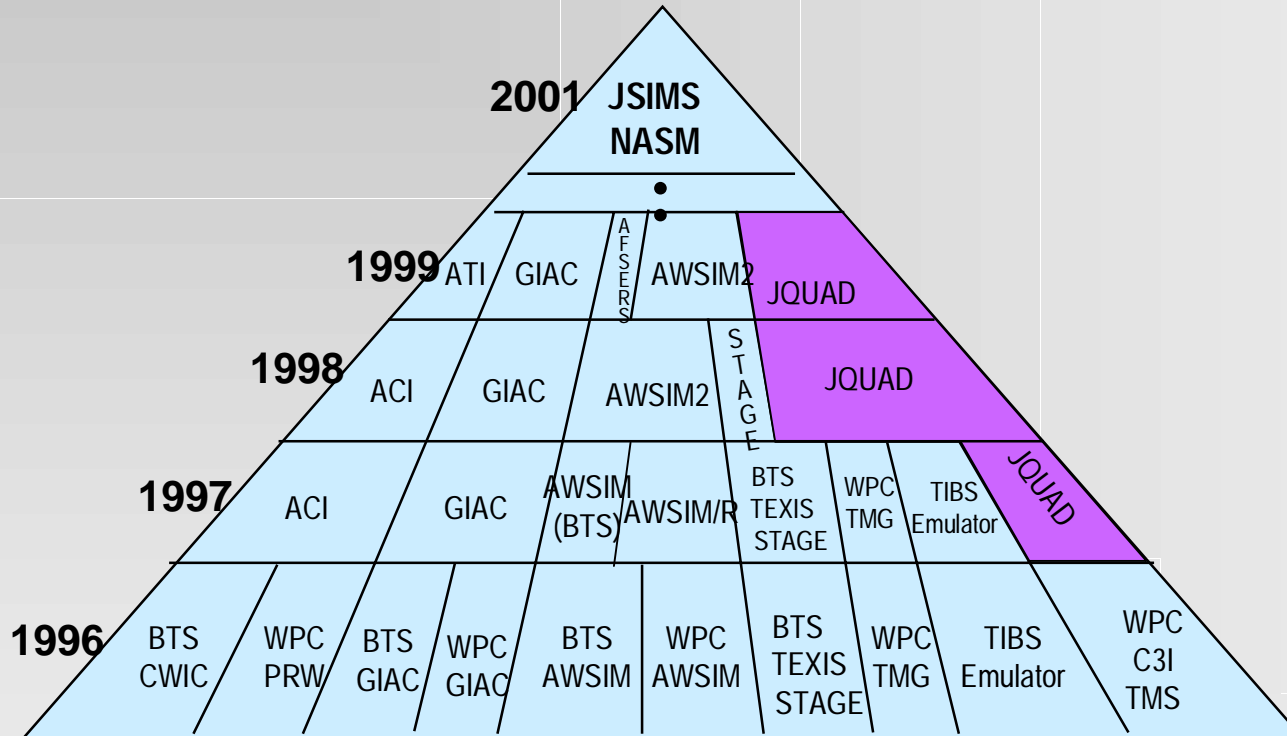 2001
JSIMS
NASM
1999
ATI
GIAC
AFSERS
AWSIM2
JQUAD
1998
ACI
GIAC
AWSIM2
STAGE
JQUAD
1997
ACI
GIAC
AWSIM
(BTS)
AWSIM/R
BTS
TEXIS
STAGE
WPC
TMG
TIBS
Emulator
JQUAD
1996
BTS
CWIC
WPC
PRW
BTS
GIAC
WPC
GIAC
BTS
AWSIM
WPC
AWSIM
BTS
TEXIS
STAGE
WPC
TMG
TIBS
Emulator
WPC
C3I
TMS